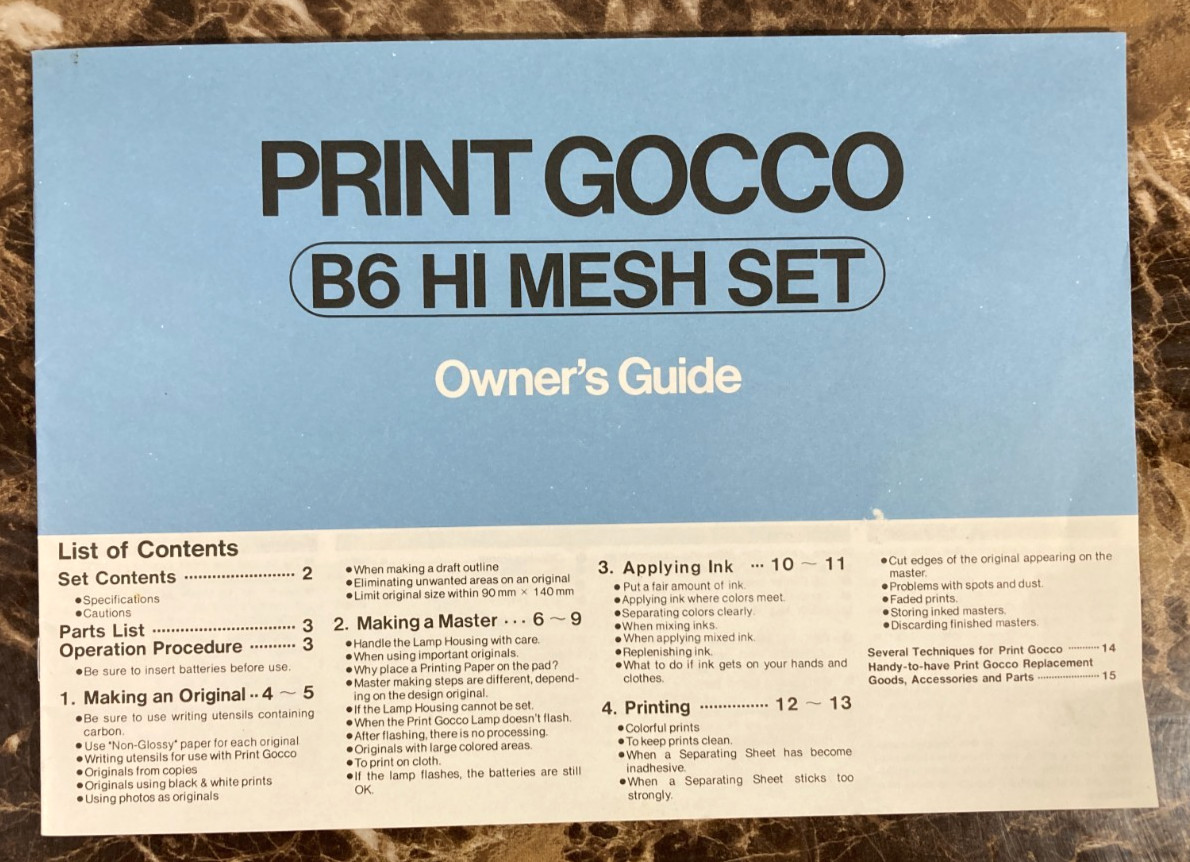 PRINT GOCCO
B6 HI MESH SET
Owner's Guide
List of Contents
Set Contents ························ 2
●Specifications
●Cautions
Parts List ······························ 3
Operation Procedure ·········· 3
●Be sure to insert batteries before use.
1. Making an Original ·· 4 ~ 5
●Be sure to use writing utensils containing
carbon.
●Use "Non-Glossy" paper for each original
●Writing utensils for use with Print Gocco
●Originals from copies
●Originals using black & white prints
●Using photos as originals
●When making a draft outline
●Eliminating unwanted areas on an original
●Limit original size within 90 mm × 140 mm
2. Making a Master ··· 6 ~ 9
●Handle the Lamp Housing with care.
●When using important originals.
●Why place a Printing Paper on the pad?
●Master making steps are different, depend-
ing on the design original.
●If the Lamp Housing cannot be set.
●When the Print Gocco Lamp doesn't flash.
●After flashing, there is no processing.
●Originals with large colored areas.
●To print on cloth.
●If the lamp flashes, the batteries are still
OK.
3. Applying Ink ··· 10 ~ 11
●Put a fair amount of ink.
●Applying ink where colors meet.
●Separating colors clearly.
●When mixing inks.
●When applying mixed ink.
●Replenishing ink.
●What to do if ink gets on your hands and
clothes.
4. Printing ··············· 12 ~ 13
●Colorful prints
●To keep prints clean.
●When a Separating Sheet has become
inadhesive.
●When a Separating Sheet sticks too
strongly.
●Cut edges of the original appearing on the
master.
●Problems with spots and dust.
●Faded prints.
●Storing inked masters.
●Discarding finished masters.
Several Techniques for Print Gocco ··········· 14
Handy-to-have Print Gocco Replacement
Goods, Accessories and Parts ······················ 15